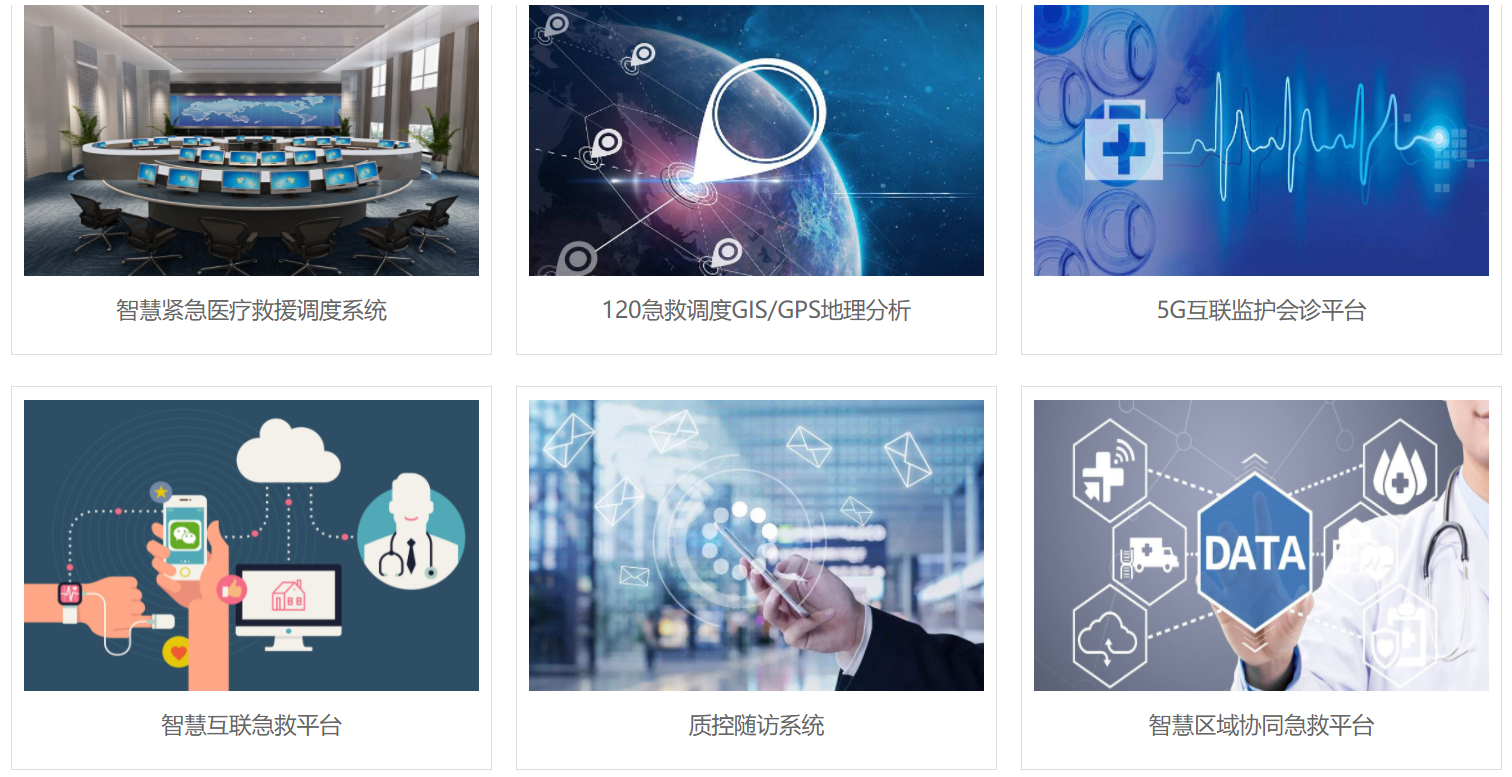 智慧紧急医疗救援调度系统
120急救调度GIS/GPS地理分析
5G互联监护会诊平台
DATA
智慧互联急救平台
质控随访系统
智慧区域协同急救平台